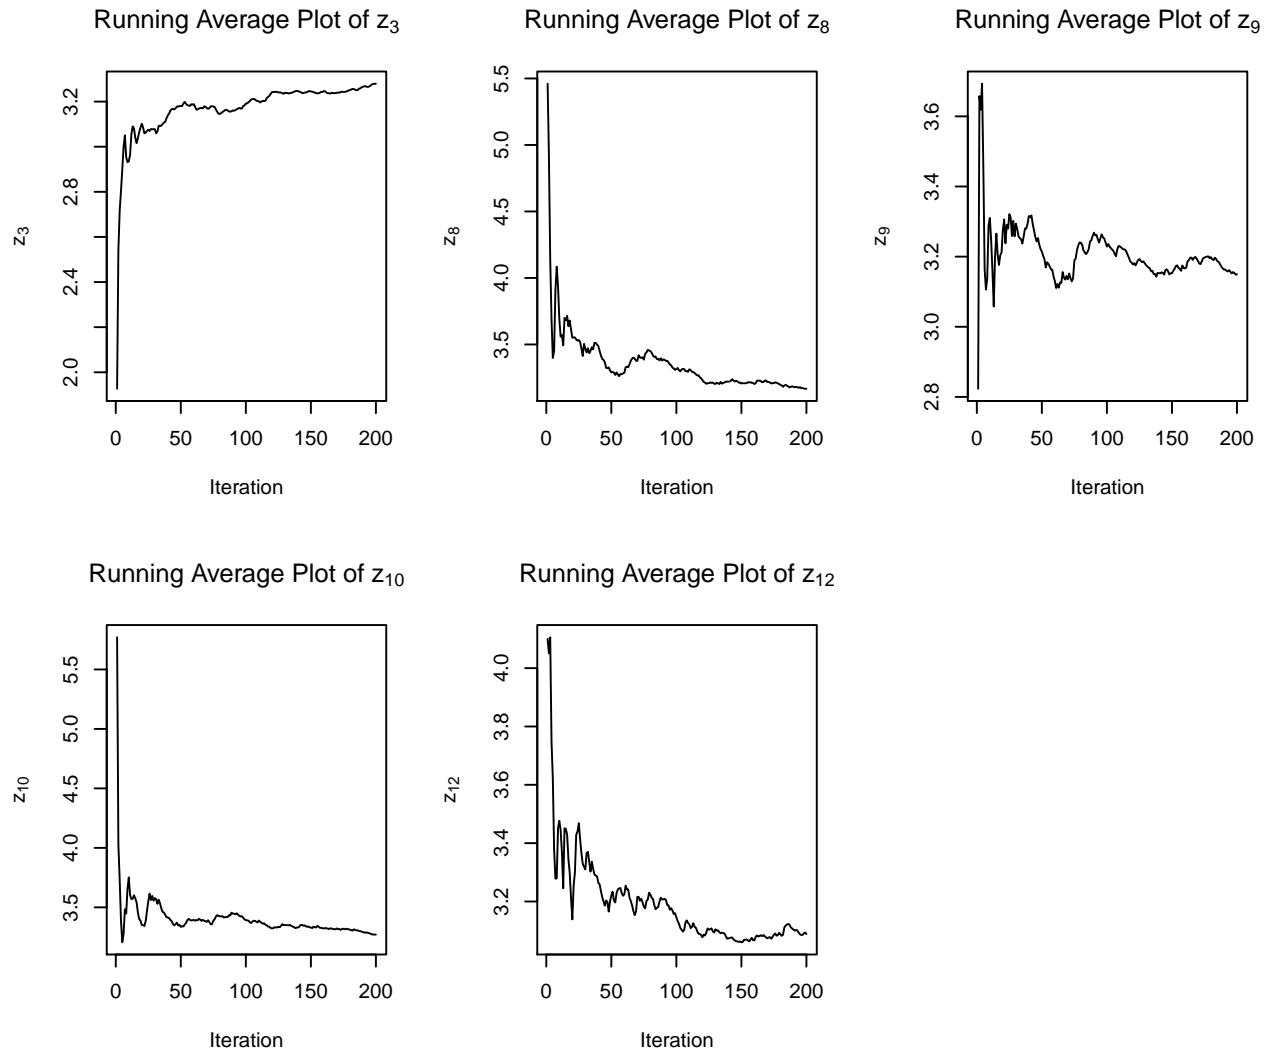 Running Average Plot of z₃
z₃
3.2
2.8
2.4
2.0
0 50 100 150 200
Iteration
Running Average Plot of z₈
z₈
5.5
5.0
4.5
4.0
3.5
0 50 100 150 200
Iteration
Running Average Plot of z₉
z₉
3.6
3.4
3.2
3.0
2.8
0 50 100 150 200
Iteration
Running Average Plot of z₁₀
z₁₀
5.5
5.0
4.5
4.0
3.5
0 50 100 150 200
Iteration
Running Average Plot of z₁₂
z₁₂
4.0
3.8
3.6
3.4
3.2
0 50 100 150 200
Iteration